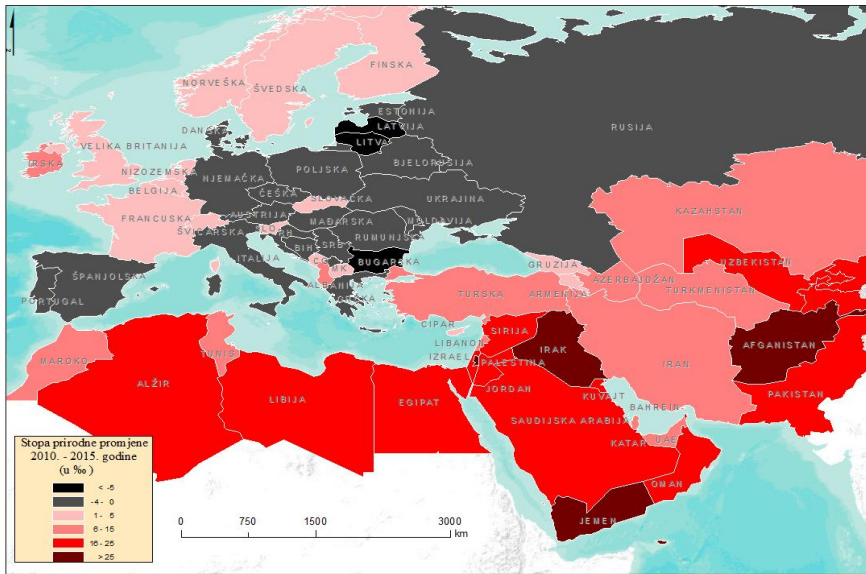 N
FINSKA
NORVEŠKA
ŠVEDSKA
ESTONIJA
RUSIJA
DANSKA
LATVIJA
LITVA
VELIKA BRITANIJA
IRSKA
BJELORUSIJA
NIZOZEMSKA
POLJSKA
NJEMAČKA
BELGIJA
ČEŠKA
UKRAJINA
SLOVAČKA
KAZAHSTAN
FRANCUSKA
AUSTRIJA
MAĐARSKA
MOLDAVIJA
ŠVICARSKA
SLO
RH
RUMUNJSKA
BIH
SRB
ITALIJA
BUGARSKA
UZBEKISTAN
CG
MK
GRUZIJA
ŠPANJOLSKA
AZERBAJDŽAN
ALBANIJA
TURKMENISTAN
TURSKA
ARMENIJA
PORTUGAL
GRČKA
CIPAR
SIRIJA
AFGANISTAN
LIBANON
IRAK
TUNIS
MAROKO
IZRAEL
PALESTINA
IRAN
ALŽIR
JORDAN
PAKISTAN
KUVAJT
LIBIJA
EGIPAT
BAHREIN
SAUDIJSKA ARABIJA
KATAR
UAE
OMAN
JEMEN
Stopa prirodne promjene
2010. - 2015. godine
(u ‰ )
< -5
-4 - 0
1 - 5
6 - 15
16 - 25
> 25
0 750 1500 3000
km